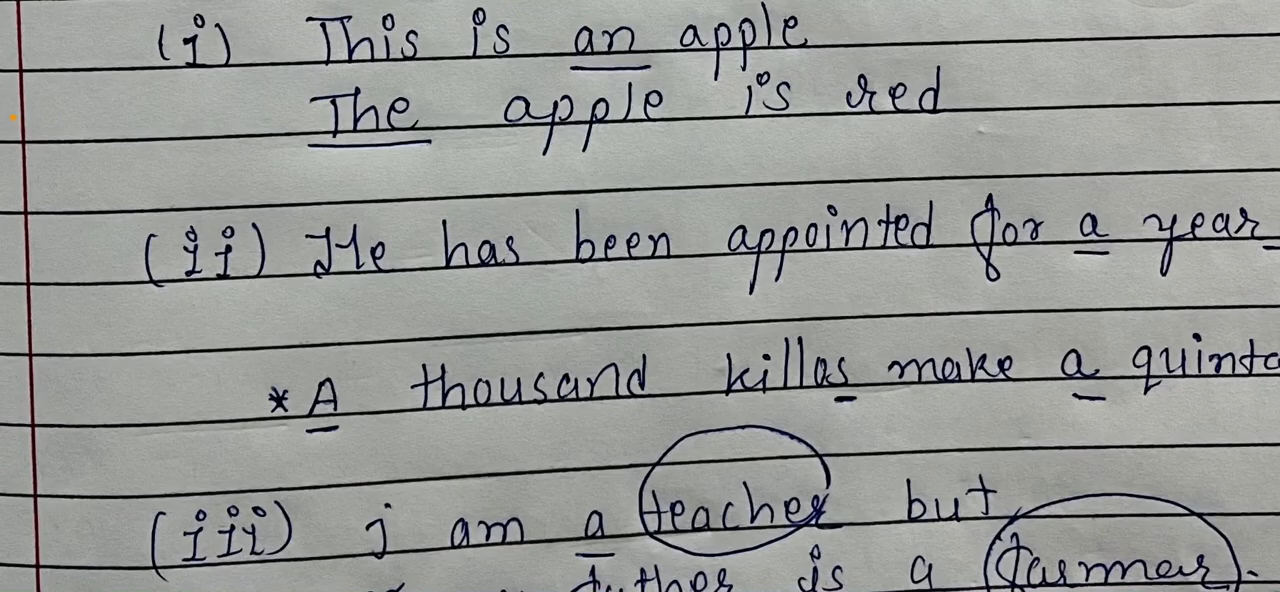 (i) This is an apple
The apple is red
(ii) He has been appointed for a year
* A thousand killos make a
(iii) i am a teacher but
is a farmer.